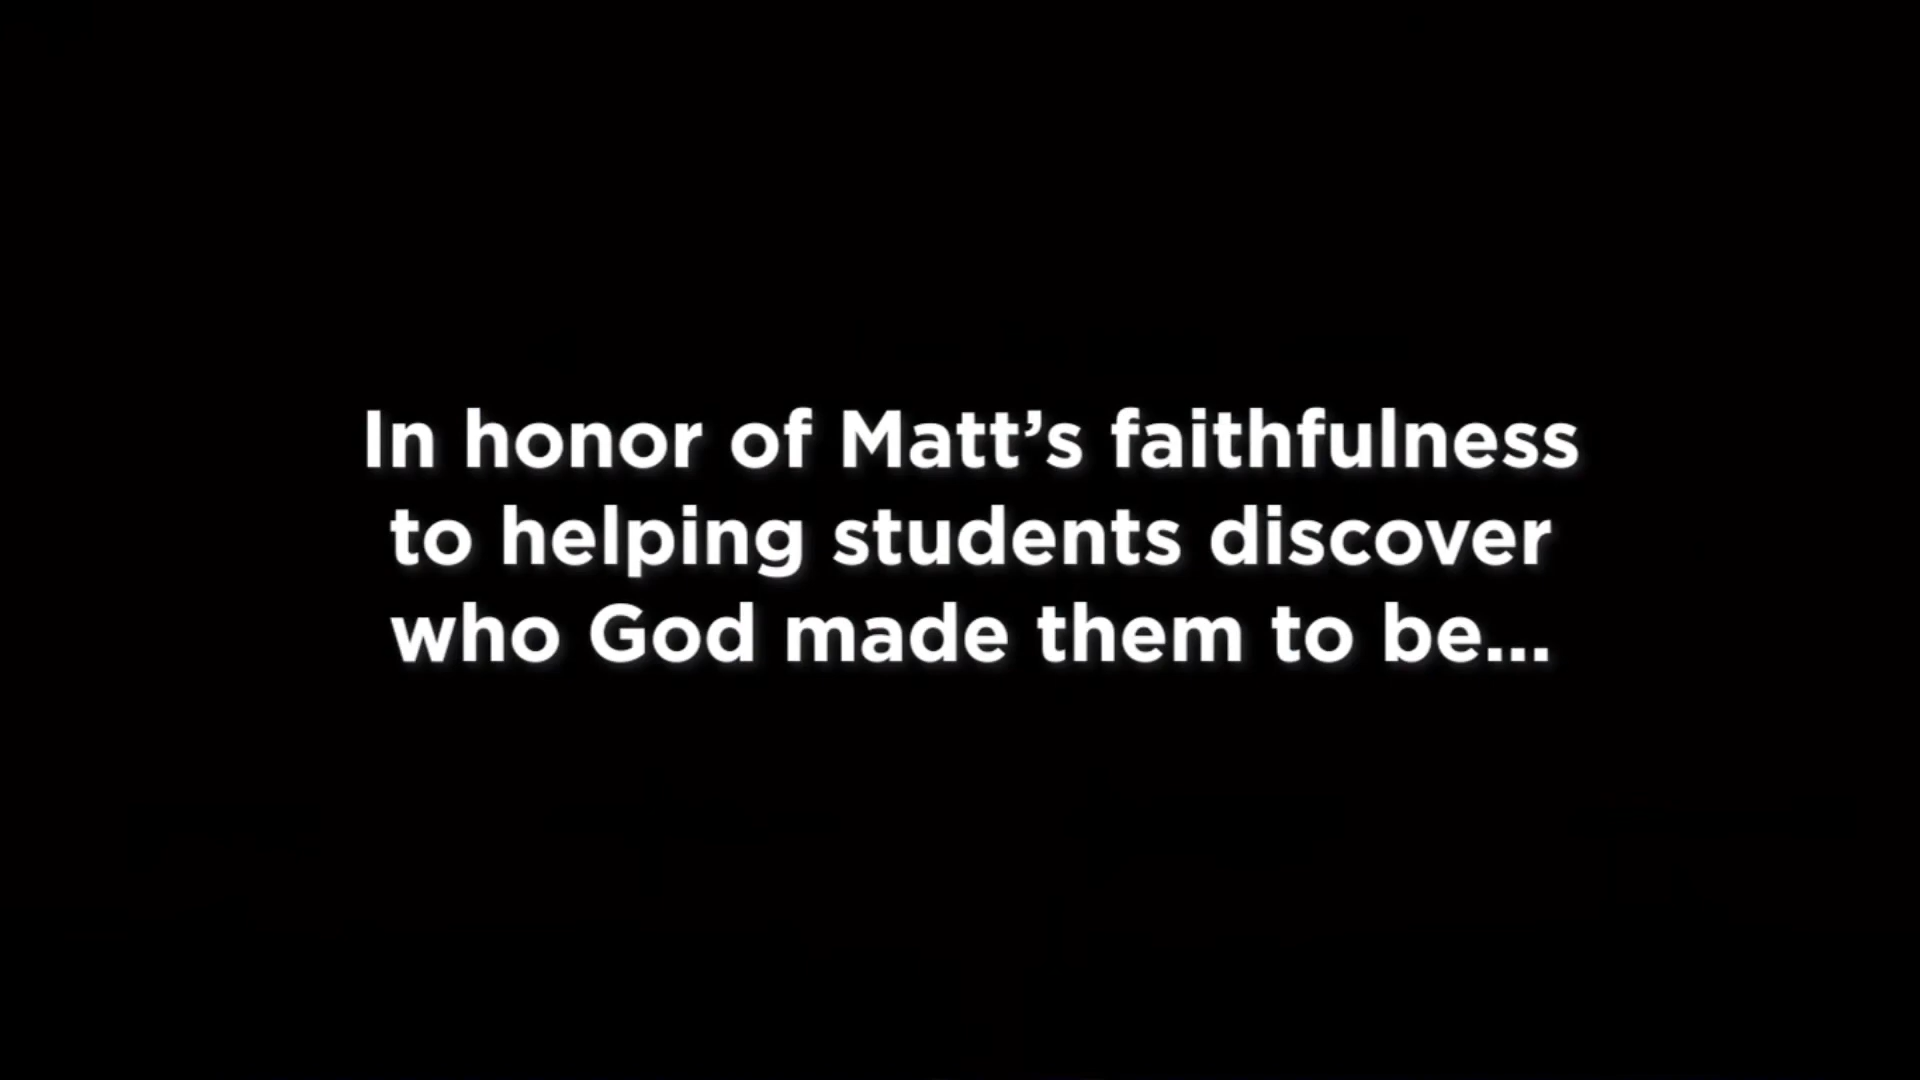 In honor of Matt’s faithfulness
to helping students discover
who God made them to be...